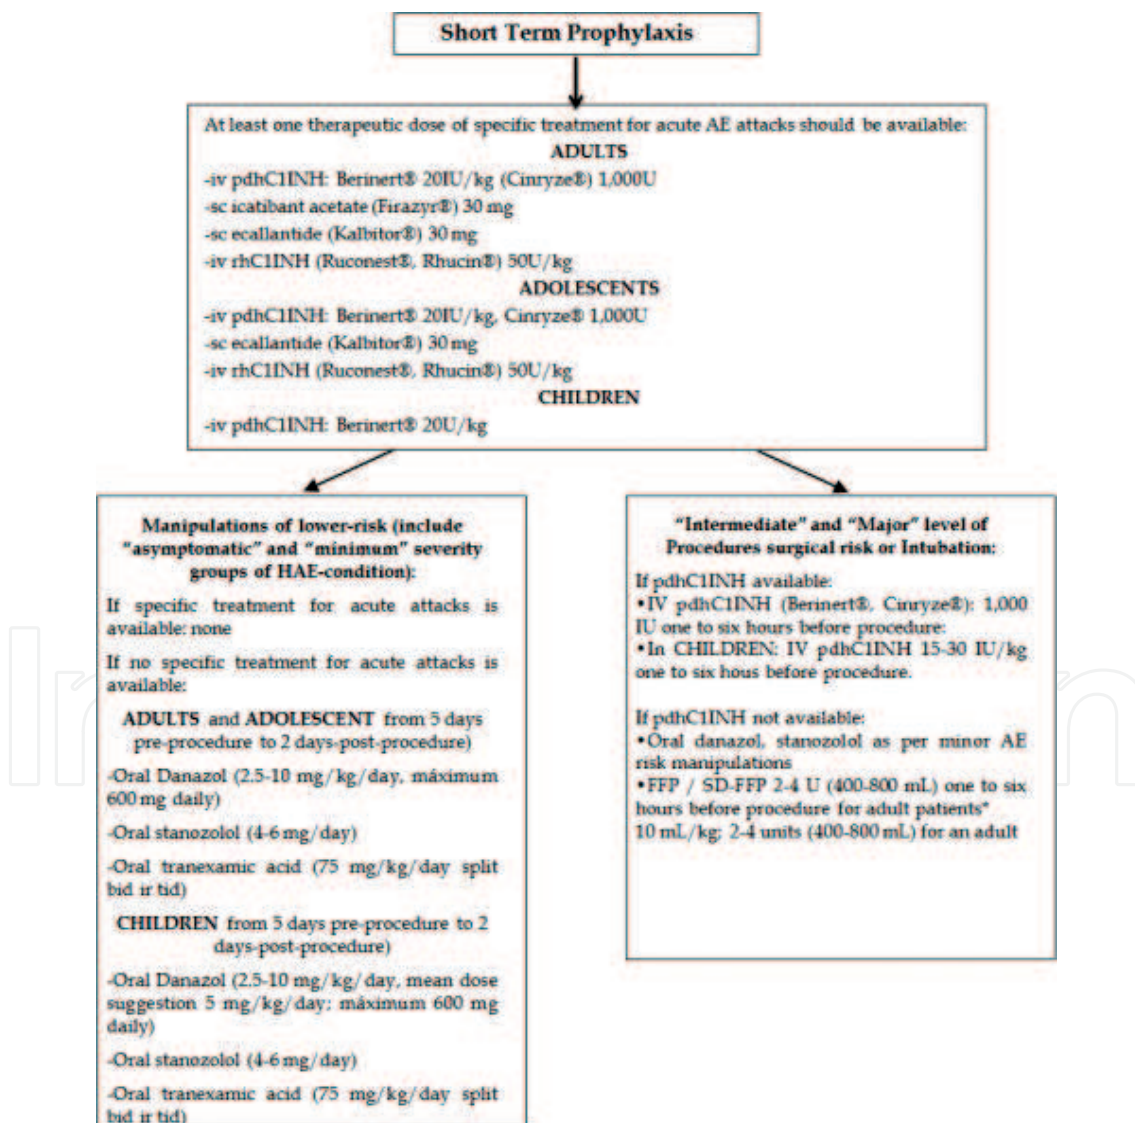 Short Term Prophylaxis
At least one therapeutic dose of specific treatment for acute AE attacks should be available:
ADULTS
-iv pdhC1INH: Berinert® 20IU/kg (Cinryze®) 1,000U
-sc icatibant acetate (Firazyr®) 30 mg
-sc ecallantide (Kalbitor®) 30 mg
-iv rhC1INH (Ruconest®, Rhucin®) 50U/kg
ADOLESCENTS
-iv pdhC1INH: Berinert® 20IU/kg, Cinryze® 1,000U
-sc ecallantide (Kalbitor®) 30 mg
-iv rhC1INH (Ruconest®, Rhucin®) 50U/kg
CHILDREN
-iv pdhC1INH: Berinert® 20U/kg
Manipulations of lower-risk (include
"asymptomatic" and "minimum" severity
groups of HAE-condition):
If specific treatment for acute attacks is
available: none
If no specific treatment for acute attacks is
available:
ADULTS and ADOLESCENT from 5 days
pre-procedure to 2 days-post-procedure)
-Oral Danazol (2.5-10 mg/kg/day, máximum
600 mg daily)
-Oral stanozolol (4-6 mg/day)
-Oral tranexamic acid (75 mg/kg/day split
bid ir tid)
CHILDREN from 5 days pre-procedure to 2
days-post-procedure)
-Oral Danazol (2.5-10 mg/kg/day, mean dose
suggestion 5 mg/kg/day; máximum 600 mg
daily)
-Oral stanozolol (4-6 mg/day)
-Oral tranexamic acid (75 mg/kg/day split
bid ir tid)
"Intermediate" and "Major" level of
Procedures surgical risk or Intubation:
If pdhC1INH available:
•IV pdhC1INH (Berinert®, Cinryze®): 1,000
IU one to six hours before procedure:
•In CHILDREN: IV pdhC1INH 15-30 IU/kg
one to six hous before procedure.
If pdhC1INH not available:
•Oral danazol, stanozolol as per minor AE
risk manipulations
•FFP / SD-FFP 2-4 U (400-800 mL) one to six
hours before procedure for adult patients*
10 mL/kg; 2-4 units (400-800 mL) for an adult